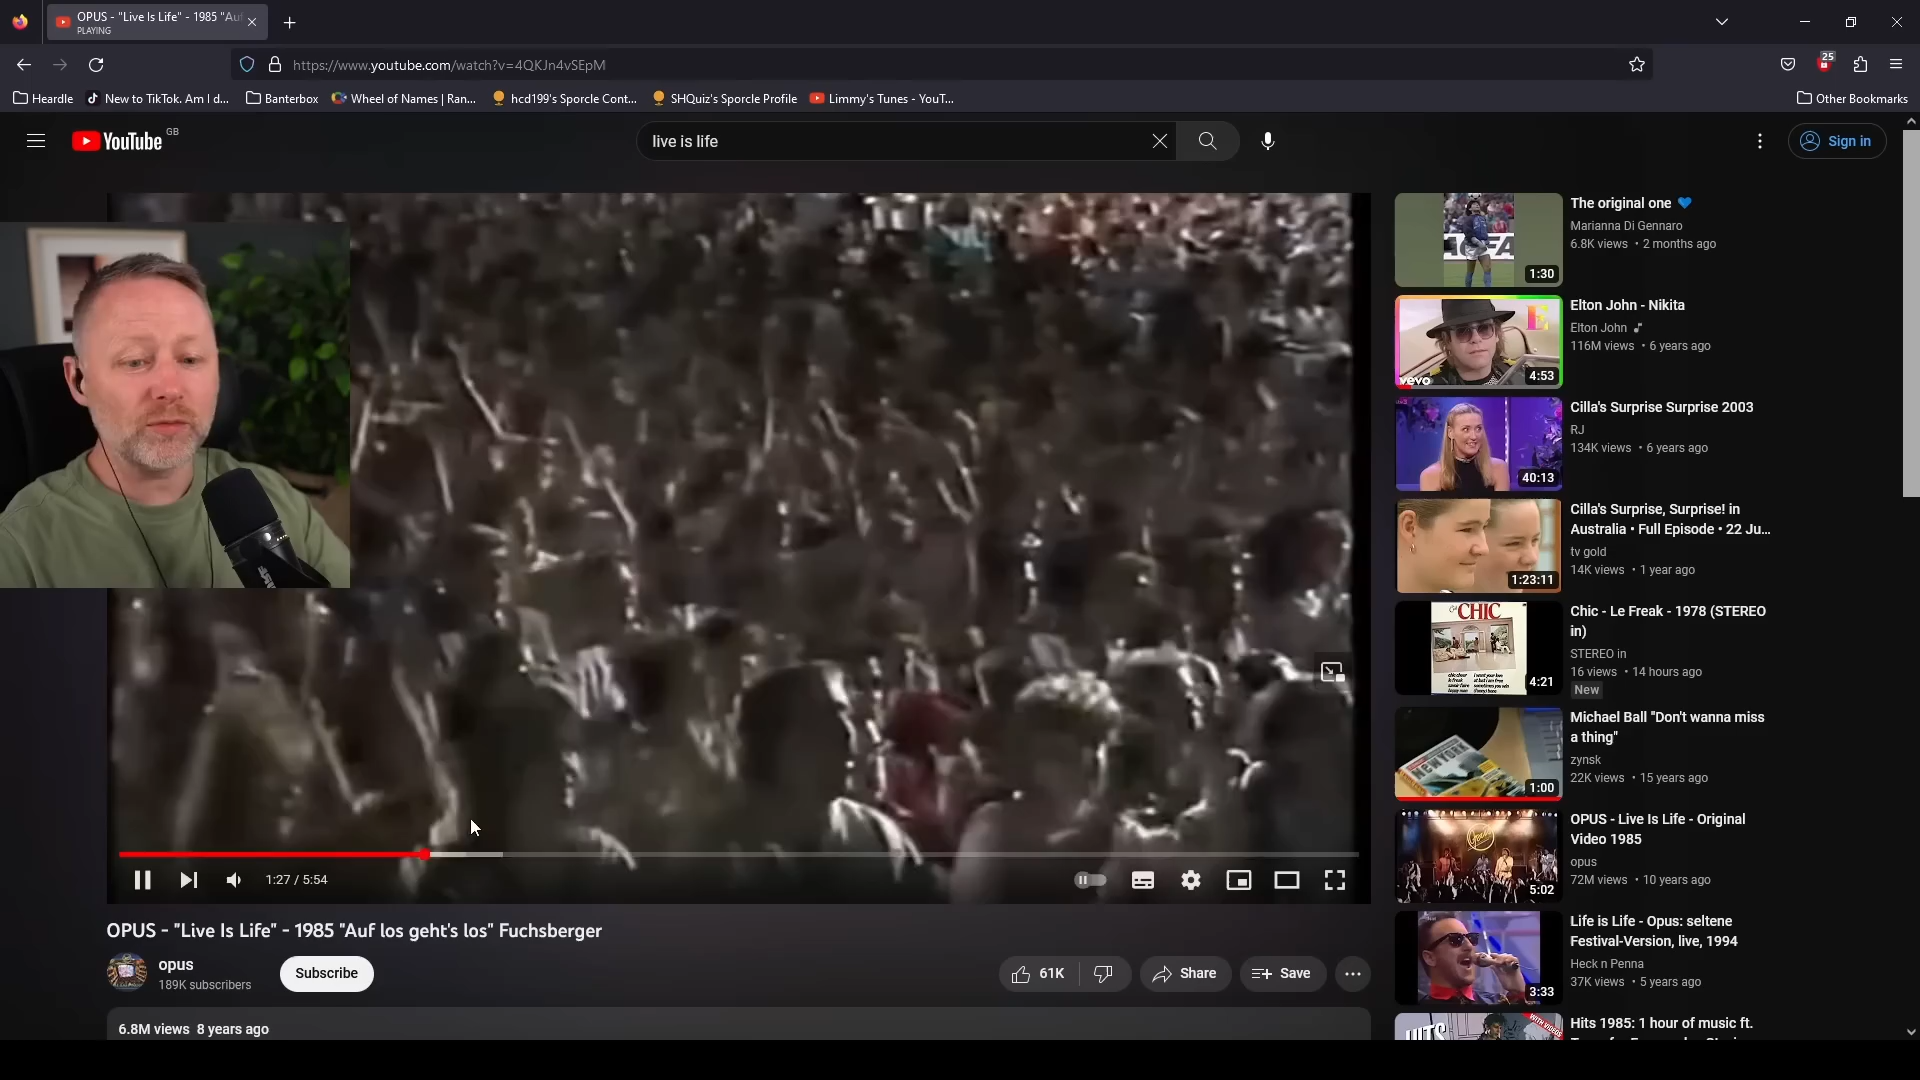 OPUS - "Live Is Life" - 1985 "Auf
PLAYING
https://www.youtube.com/watch?v=4QKJn4vSEpM
25
Heardle
New to TikTok. Am I d...
Banterbox
Wheel of Names | Ran...
hcd199's Sporcle Cont...
SHQuiz's Sporcle Profile
Limmy's Tunes - YouT...
Other Bookmarks
YouTube GB
live is life
Sign in
The original one
Marianna Di Gennaro
6.8K views • 2 months ago
1:30
Elton John - Nikita
Elton John
116M views • 6 years ago
vevo
4:53
Cilla's Surprise Surprise 2003
RJ
134K views • 6 years ago
40:13
Cilla's Surprise, Surprise! in
Australia • Full Episode • 22 Ju...
tv gold
14K views • 1 year ago
1:23:11
CHIC
Chic - Le Freak - 1978 (STEREO
in)
STEREO in
16 views • 14 hours ago
New
4:21
Michael Ball "Don't wanna miss
a thing"
zynsk
22K views • 15 years ago
1:00
OPUS - Live Is Life - Original
Video 1985
opus
72M views • 10 years ago
5:02
Life is Life - Opus: seltene
Festival-Version, live, 1994
Heck n Penna
37K views • 5 years ago
3:33
Hits 1985: 1 hour of music ft.
HITS
WITH VIDEOS
1:27 / 5:54
OPUS - "Live Is Life" - 1985 "Auf los geht's los" Fuchsberger
opus
189K subscribers
Subscribe
61K
Share
Save
6.8M views 8 years ago